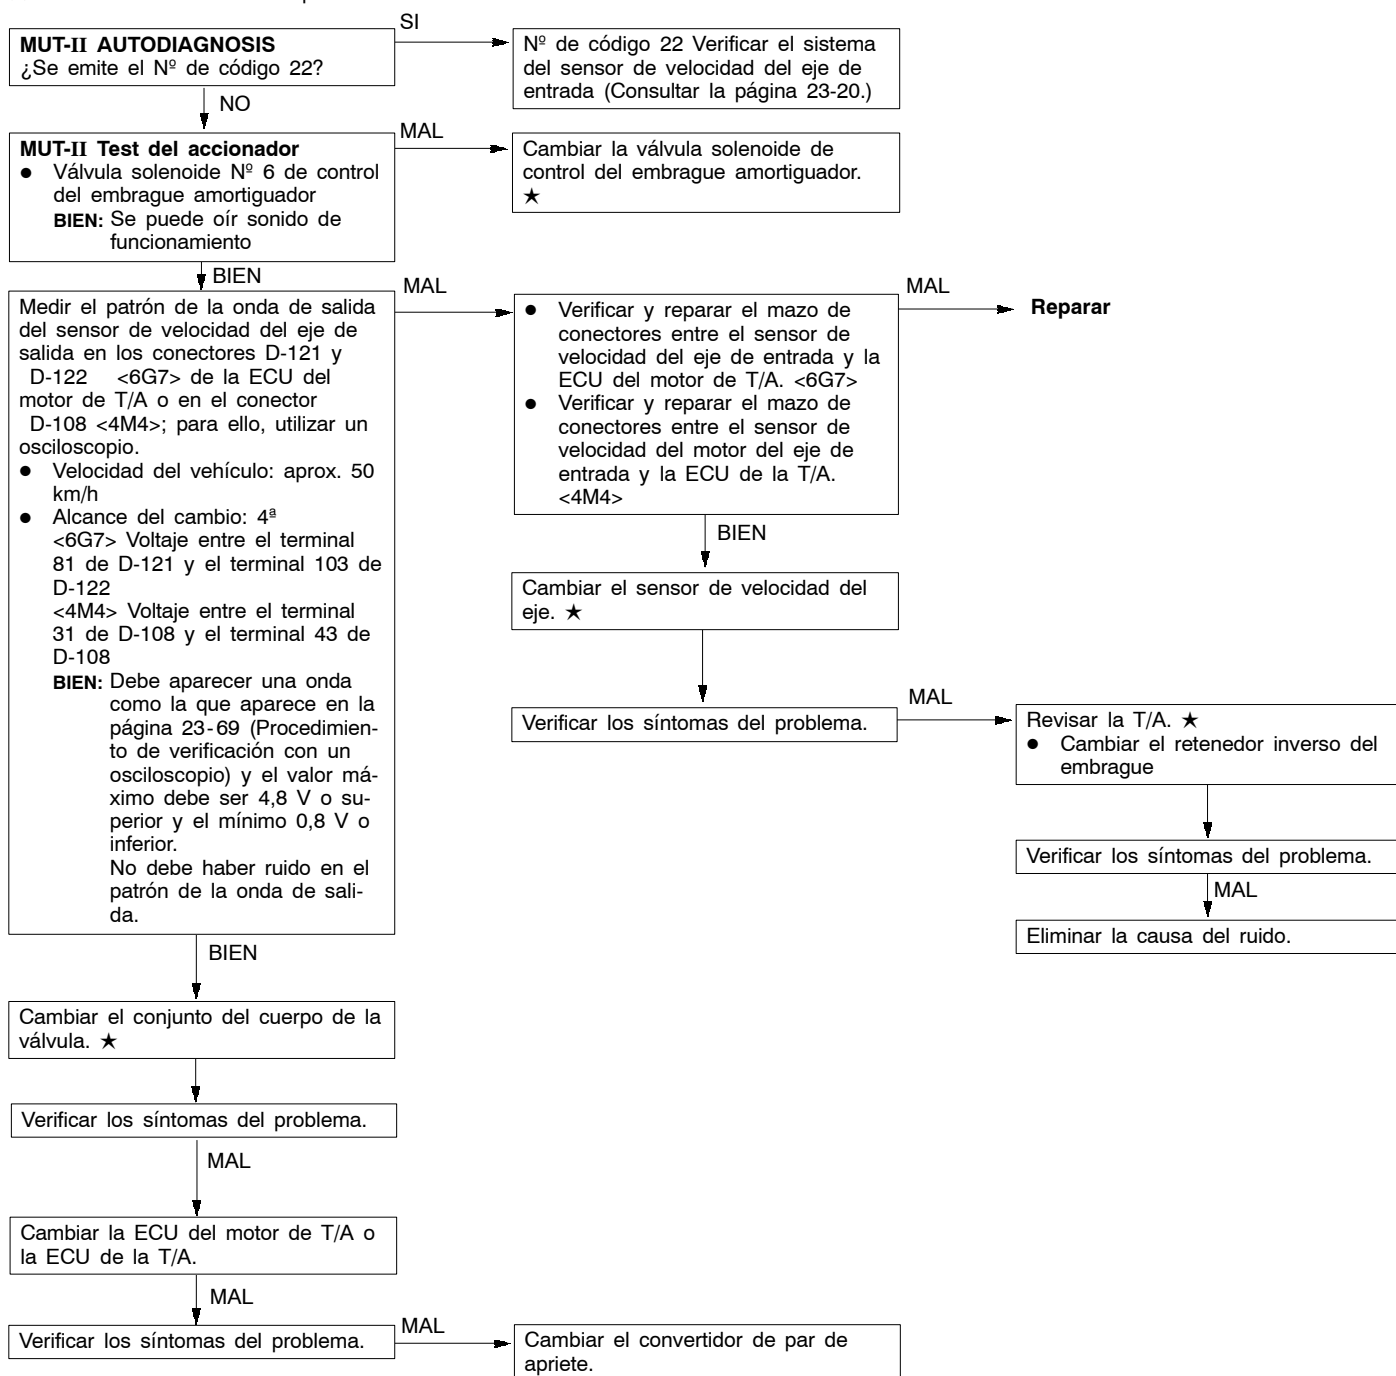 SI
MUT-II AUTODIAGNOSIS
¿Se emite el Nº de código 22?
Nº de código 22 Verificar el sistema
del sensor de velocidad del eje de
entrada (Consultar la página 23-20.)
NO
MUT-II Test del accionador
● Válvula solenoide Nº 6 de control
del embrague amortiguador
BIEN: Se puede oír sonido de
funcionamiento
MAL
Cambiar la válvula solenoide de
control del embrague amortiguador.
★
BIEN
Medir el patrón de la onda de salida
del sensor de velocidad del eje de
salida en los conectores D-121 y
D-122 <6G7> de la ECU del
motor de T/A o en el conector
D-108 <4M4>; para ello, utilizar un
osciloscopio.
● Velocidad del vehículo: aprox. 50
km/h
● Alcance del cambio: 4ª
<6G7> Voltaje entre el terminal
81 de D-121 y el terminal 103 de
D-122
<4M4> Voltaje entre el terminal
31 de D-108 y el terminal 43 de
D-108
BIEN: Debe aparecer una onda
como la que aparece en la
página 23-69 (Procedimien-
to de verificación con un
osciloscopio) y el valor má-
ximo debe ser 4,8 V o su-
perior y el mínimo 0,8 V o
inferior.
No debe haber ruido en el
patrón de la onda de sali-
da.
MAL
● Verificar y reparar el mazo de
conectores entre el sensor de
velocidad del eje de entrada y la
ECU del motor de T/A. <6G7>
● Verificar y reparar el mazo de
conectores entre el sensor de
velocidad del motor del eje de
entrada y la ECU de la T/A.
<4M4>
MAL
Reparar
BIEN
Cambiar el sensor de velocidad del
eje. ★
Verificar los síntomas del problema.
MAL
Revisar la T/A. ★
● Cambiar el retenedor inverso del
embrague
Verificar los síntomas del problema.
MAL
Eliminar la causa del ruido.
BIEN
Cambiar el conjunto del cuerpo de la
válvula. ★
Verificar los síntomas del problema.
MAL
Cambiar la ECU del motor de T/A o
la ECU de la T/A.
MAL
Verificar los síntomas del problema.
MAL
Cambiar el convertidor de par de
apriete.